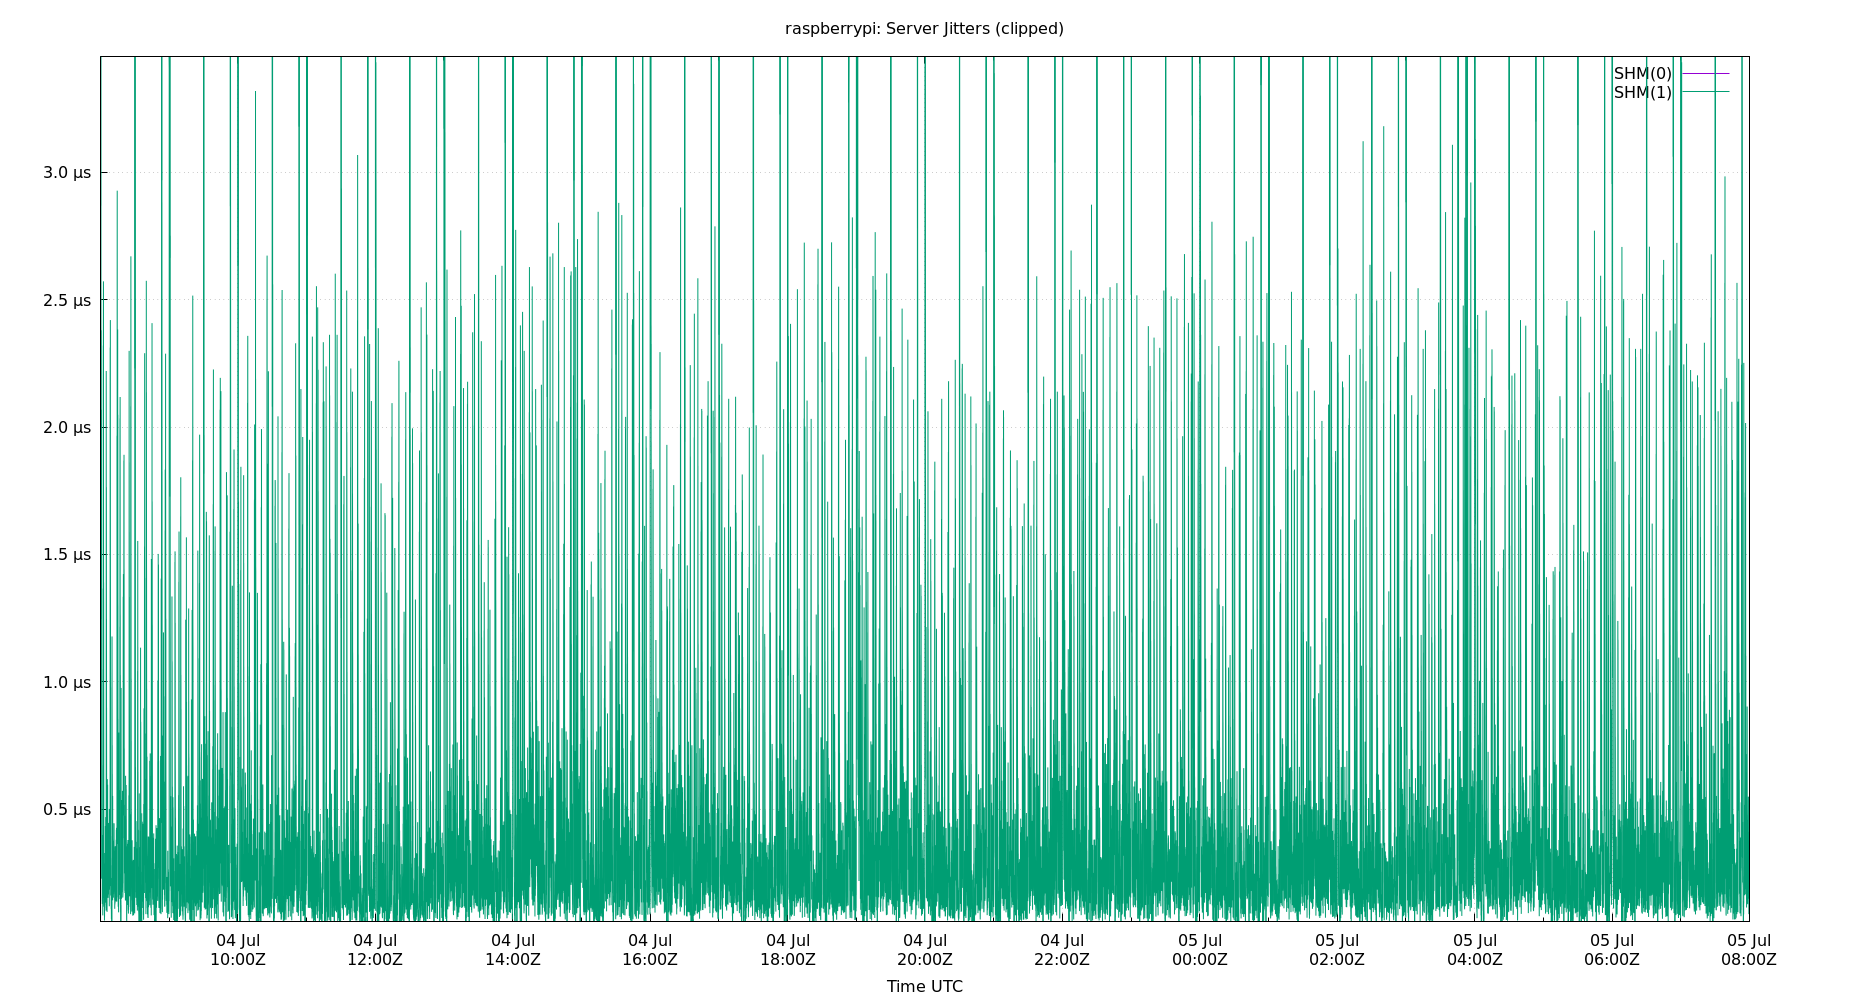 raspberrypi: Server Jitters (clipped)
SHM(0)
SHM(1)
3.0 µs
2.5 µs
2.0 µs
1.5 µs
1.0 µs
0.5 µs
04 Jul 04 Jul 04 Jul 04 Jul 04 Jul 04 Jul 04 Jul 05 Jul 05 Jul 05 Jul 05 Jul 05 Jul
10:00Z 12:00Z 14:00Z 16:00Z 18:00Z 20:00Z 22:00Z 00:00Z 02:00Z 04:00Z 06:00Z 08:00Z
Time UTC